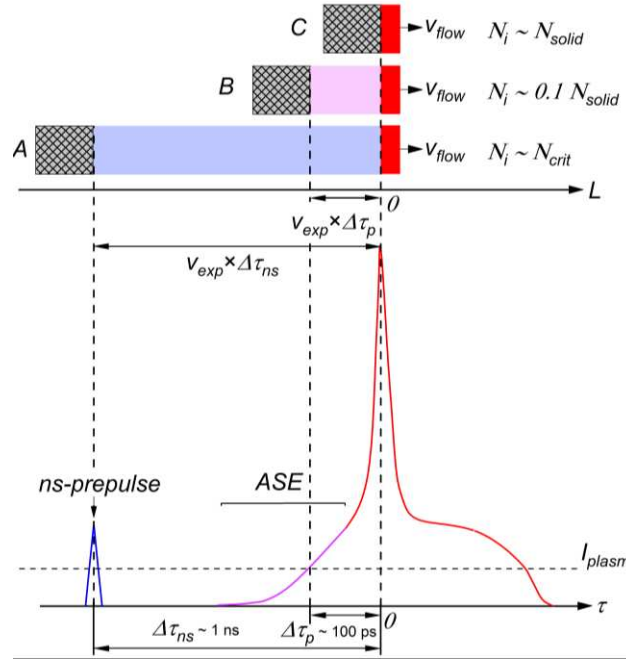 C v_flow N_i ~ N_solid
B v_flow N_i ~ 0.1 N_solid
A v_flow N_i ~ N_crit
0 L
v_exp×Δτ_p
v_exp×Δτ_ns
ns-prepulse ASE
I_plasm
0 τ
Δτ_ns ~ 1 ns Δτ_p ~ 100 ps